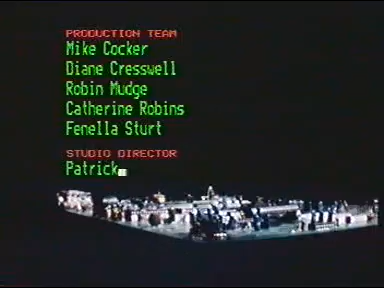 PRODUCTION TEAM
Mike Cocker
Diane Cresswell
Robin Mudge
Catherine Robins
Fenella Sturt
STUDIO DIRECTOR
Patrick